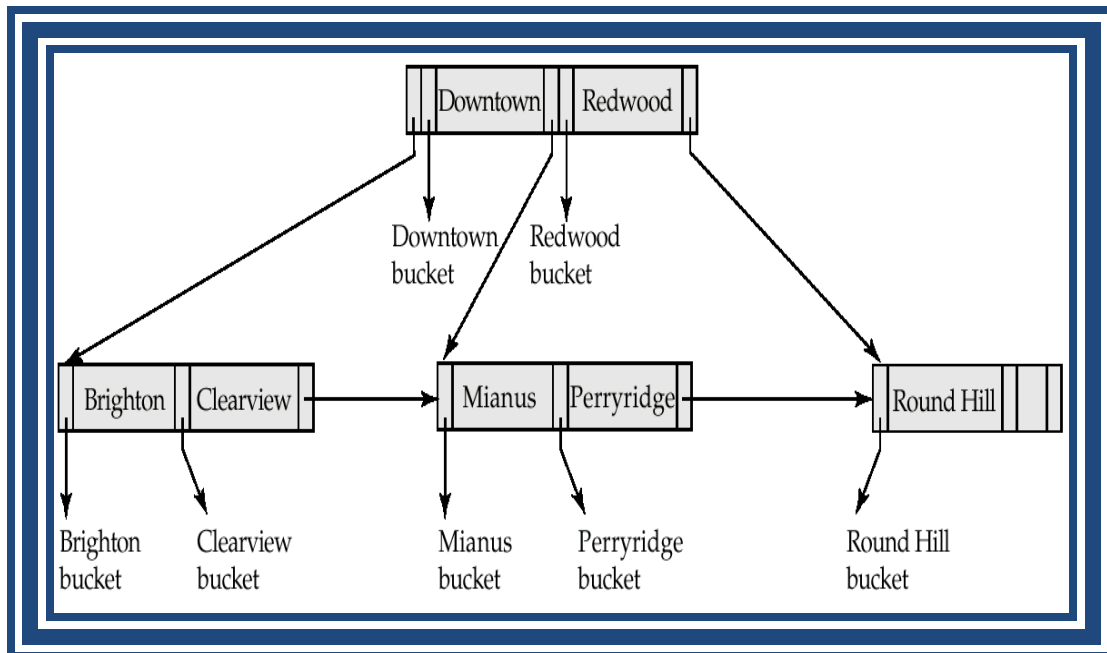 Downtown Redwood
Downtown
bucket
Redwood
bucket
Brighton Clearview
Mianus Perryridge
Round Hill
Brighton
bucket
Clearview
bucket
Mianus
bucket
Perryridge
bucket
Round Hill
bucket